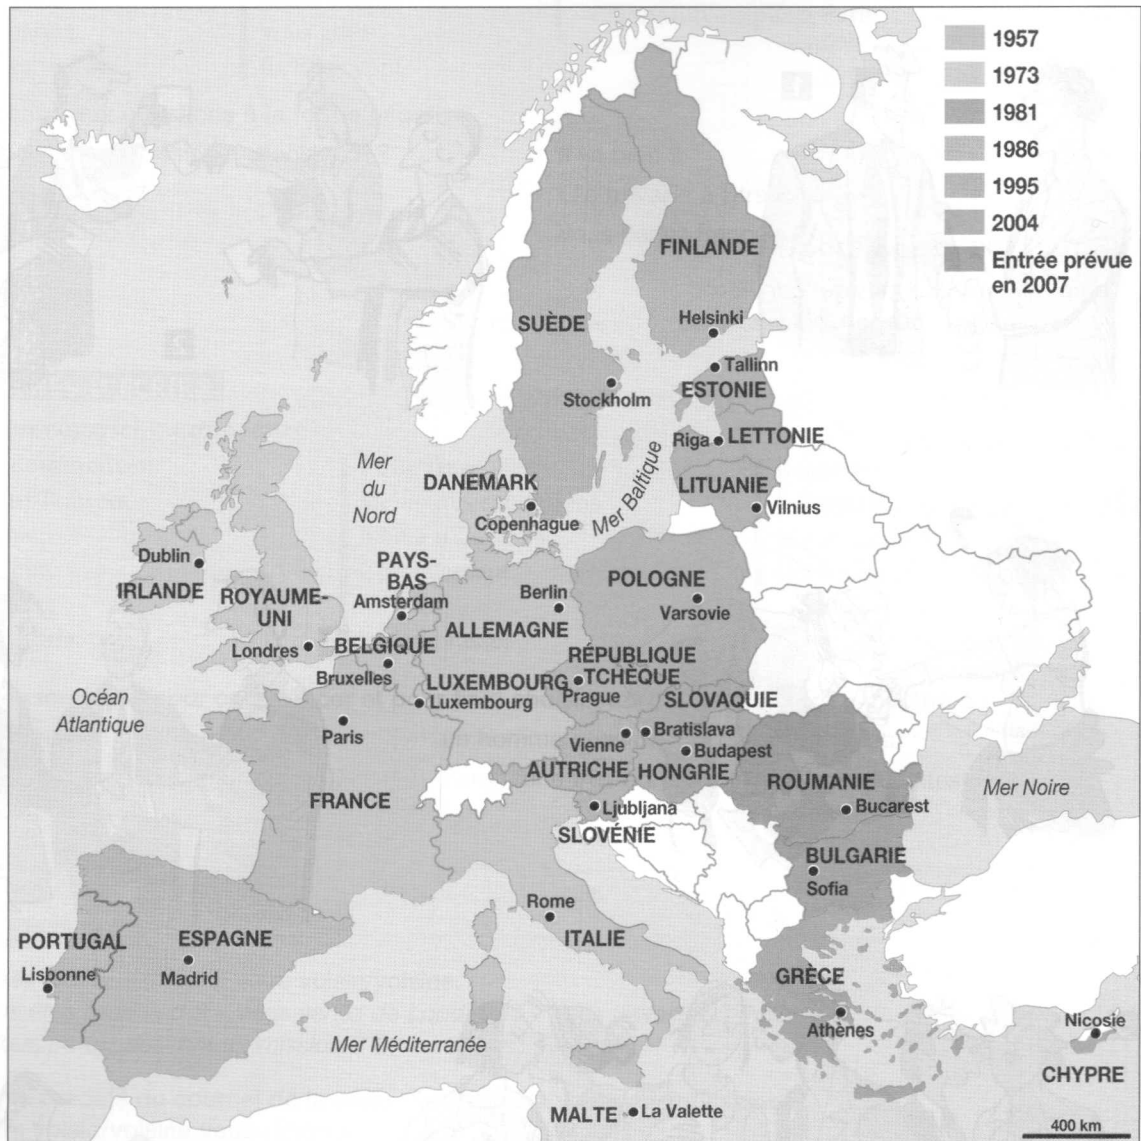 1957
1973
1981
1986
1995
2004
Entrée prévue
en 2007
FINLANDE
SUÈDE
Helsinki
Tallinn
ESTONIE
Stockholm
Riga
LETTONIE
Mer
du
Nord
Mer Baltique
DANEMARK
LITUANIE
Copenhague
Vilnius
Dublin
IRLANDE
ROYAUME-
UNI
Londres
PAYS-
BAS
Amsterdam
Berlin
POLOGNE
Varsovie
ALLEMAGNE
BELGIQUE
Bruxelles
RÉPUBLIQUE
TCHÈQUE
LUXEMBOURG
Luxembourg
Prague
SLOVAQUIE
Océan
Atlantique
Paris
Vienne
Bratislava
Budapest
AUTRICHE
HONGRIE
FRANCE
ROUMANIE
Bucarest
Mer Noire
Ljubljana
SLOVÉNIE
BULGARIE
Sofia
Rome
ITALIE
PORTUGAL
Lisbonne
ESPAGNE
Madrid
GRÈCE
Athènes
Nicosie
CHYPRE
Mer Méditerranée
MALTE
La Valette
400 km